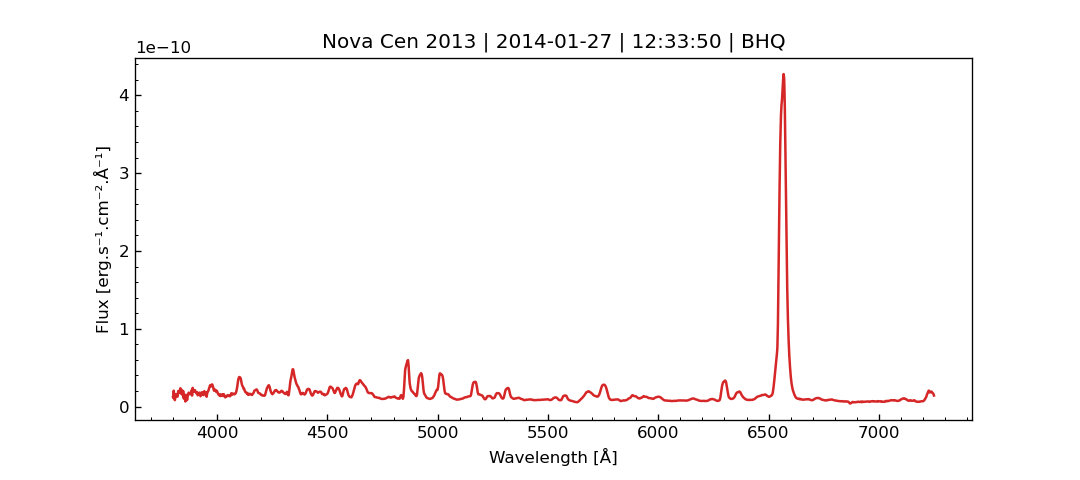 Nova Cen 2013 | 2014-01-27 | 12:33:50 | BHQ
1e−10
4
3
2
1
0
Flux [erg.s⁻¹.cm⁻².Å⁻¹]
4000 4500 5000 5500 6000 6500 7000
Wavelength [Å]